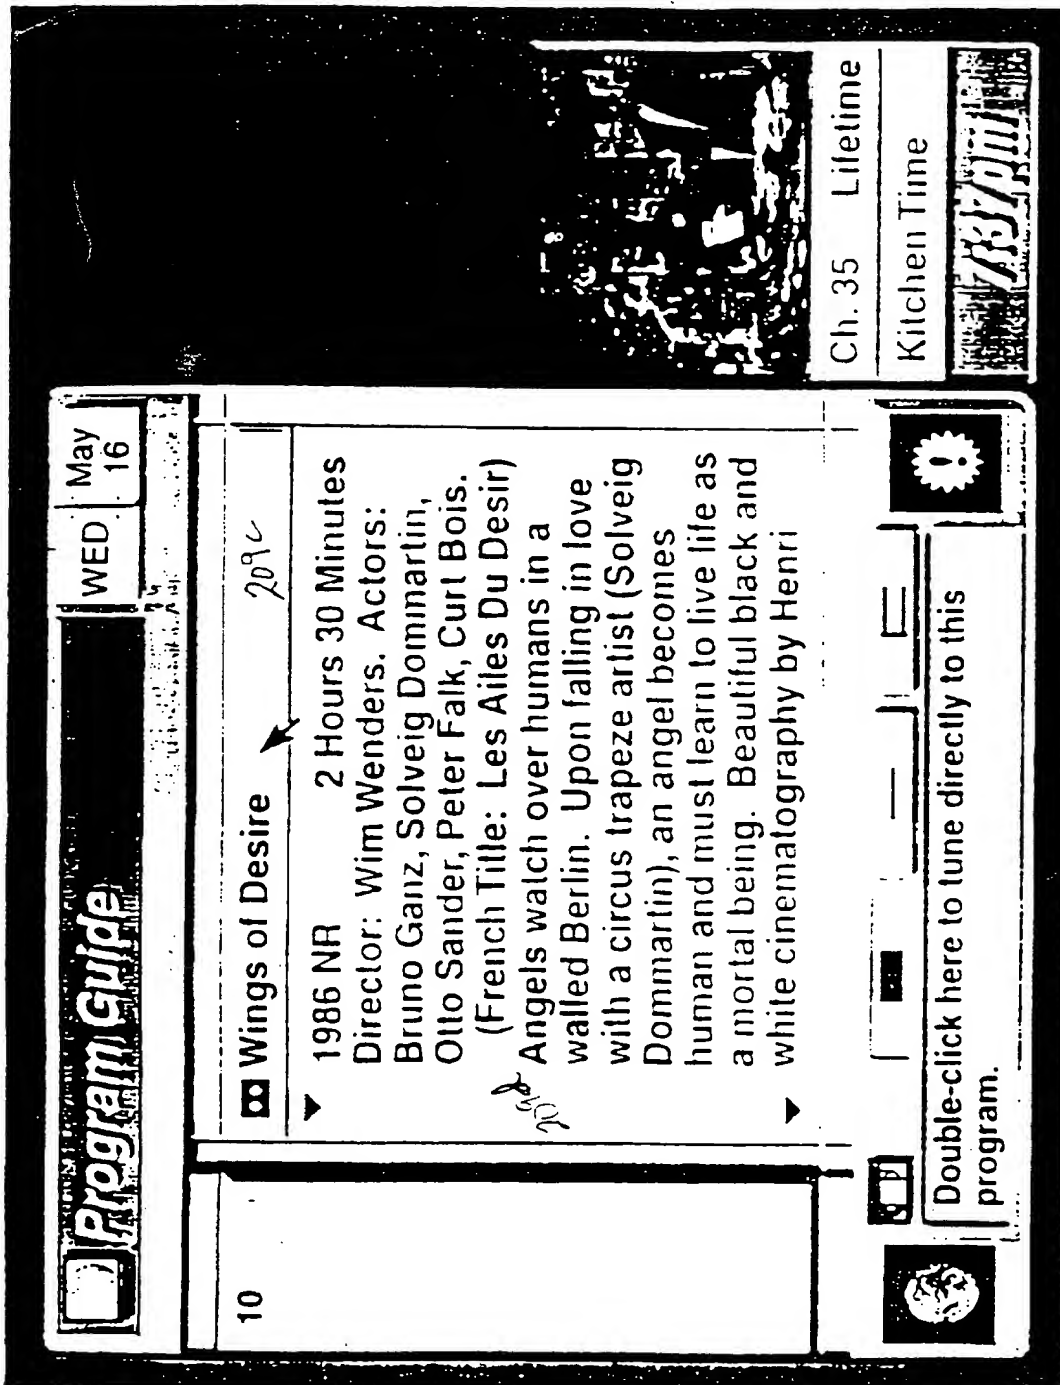 Program Guide
WED
May
16
10
Wings of Desire
209c
1986 NR 2 Hours 30 Minutes
Director: Wim Wenders. Actors:
Bruno Ganz, Solveig Dommartin,
Otto Sander, Peter Falk, Curt Bois.
(French Title: Les Ailes Du Desir)
209d
Angels watch over humans in a
walled Berlin. Upon falling in love
with a circus trapeze artist (Solveig
Dommartin), an angel becomes
human and must learn to live life as
a mortal being. Beautiful black and
white cinematography by Henri
Double-click here to tune directly to this
program.
Ch. 35 Lifetime
Kitchen Time
7:37pm